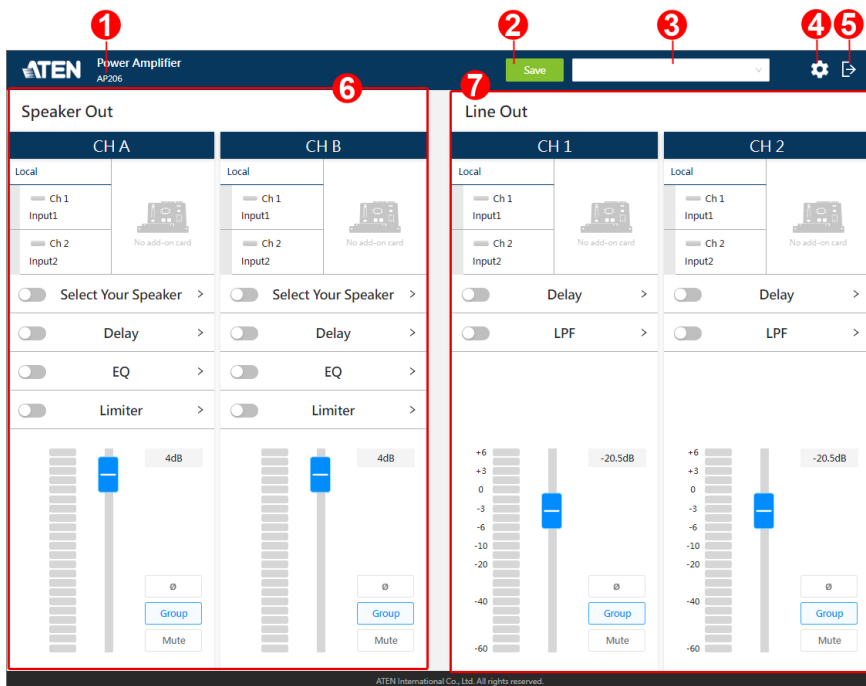 1
2
3
4
5
ATEN
Power Amplifier
AP206
Save
6
7
Speaker Out
CH A
CH B
Local
Ch 1
Input1
Ch 2
Input2
No add-on card
Local
Ch 1
Input1
Ch 2
Input2
No add-on card
Select Your Speaker >
Select Your Speaker >
Delay >
Delay >
EQ >
EQ >
Limiter >
Limiter >
4dB
4dB
ø
ø
Group
Group
Mute
Mute
Line Out
CH 1
CH 2
Local
Ch 1
Input1
Ch 2
Input2
No add-on card
Local
Ch 1
Input1
Ch 2
Input2
No add-on card
Delay >
Delay >
LPF >
LPF >
+6
+3
0
-3
-6
-10
-20
-40
-60
-20.5dB
ø
Group
Mute
+6
+3
0
-3
-6
-10
-20
-40
-60
-20.5dB
ø
Group
Mute
ATEN International Co., Ltd. All rights reserved.